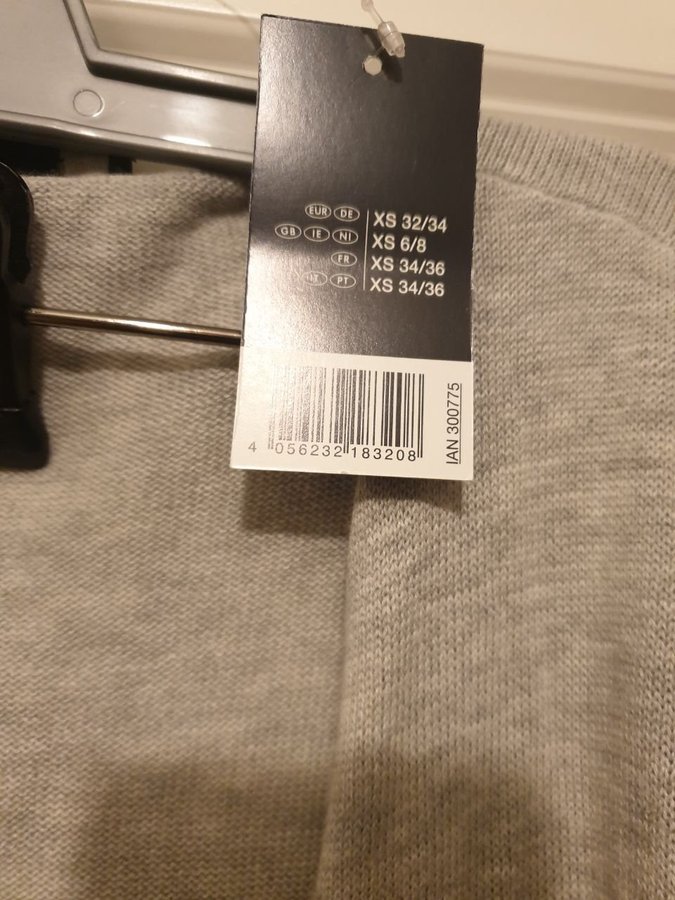 EUR DE XS 32/34
GB IE NI XS 6/8
FR XS 34/36
IT PT XS 34/36
4 056232 183208
IAN 300775